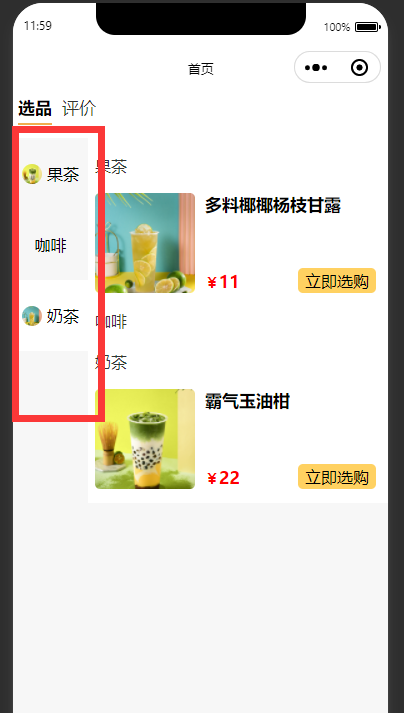 11:59
100%
首页
选品 评价
果茶
咖啡
奶茶
果茶
多料椰椰杨枝甘露
￥11
立即选购
咖啡
奶茶
霸气玉油柑
￥22
立即选购